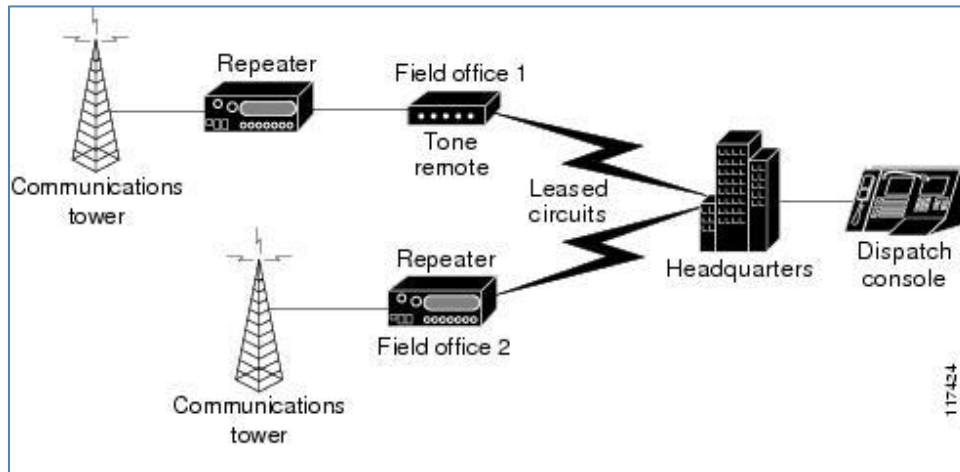 Repeater
Field office 1
Tone
remote
Communications
tower
Leased
circuits
Repeater
Field office 2
Headquarters
Dispatch
console
Communications
tower
117424